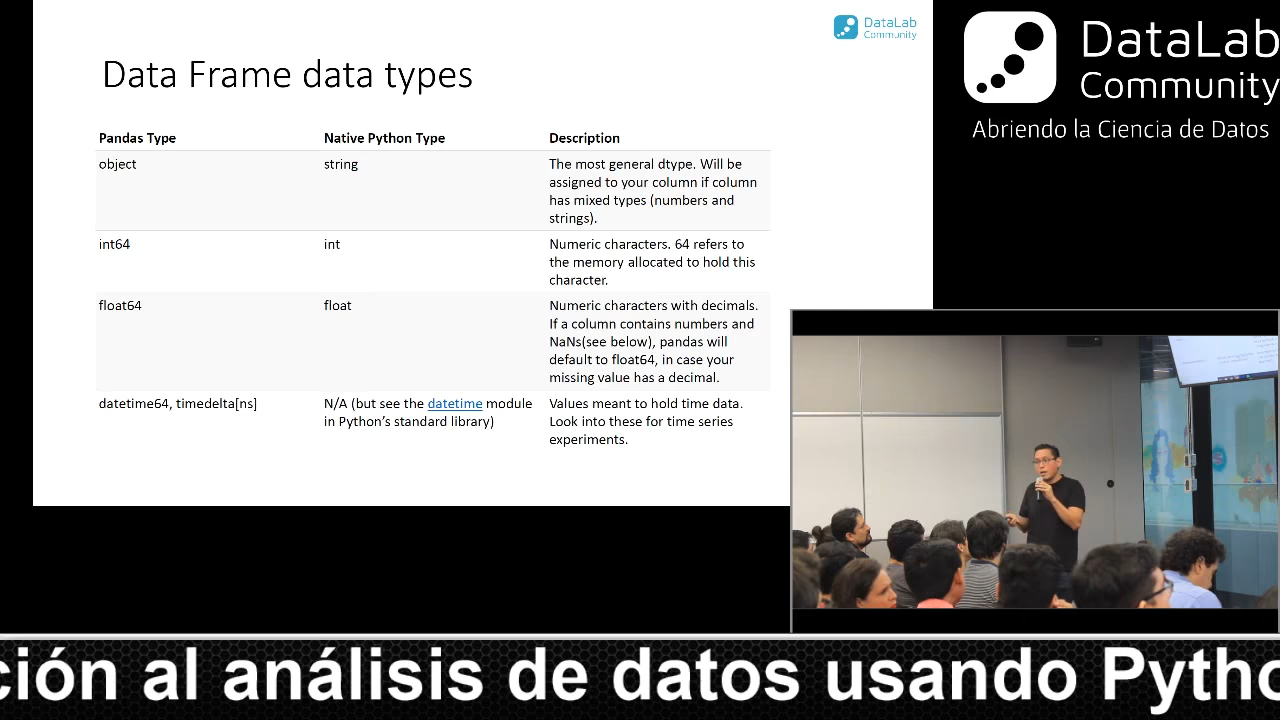 DataLab
Community
Data Frame data types
Pandas Type Native Python Type Description
object string The most general dtype. Will be
assigned to your column if column
has mixed types (numbers and
strings).
int64 int Numeric characters. 64 refers to
the memory allocated to hold this
character.
float64 float Numeric characters with decimals.
If a column contains numbers and
NaNs(see below), pandas will
default to float64, in case your
missing value has a decimal.
datetime64, timedelta[ns] N/A (but see the datetime module Values meant to hold time data.
in Python's standard library) Look into these for time series
experiments.
DataLab
Community
Abriendo la Ciencia de Datos
ción al análisis de datos usando Pytho